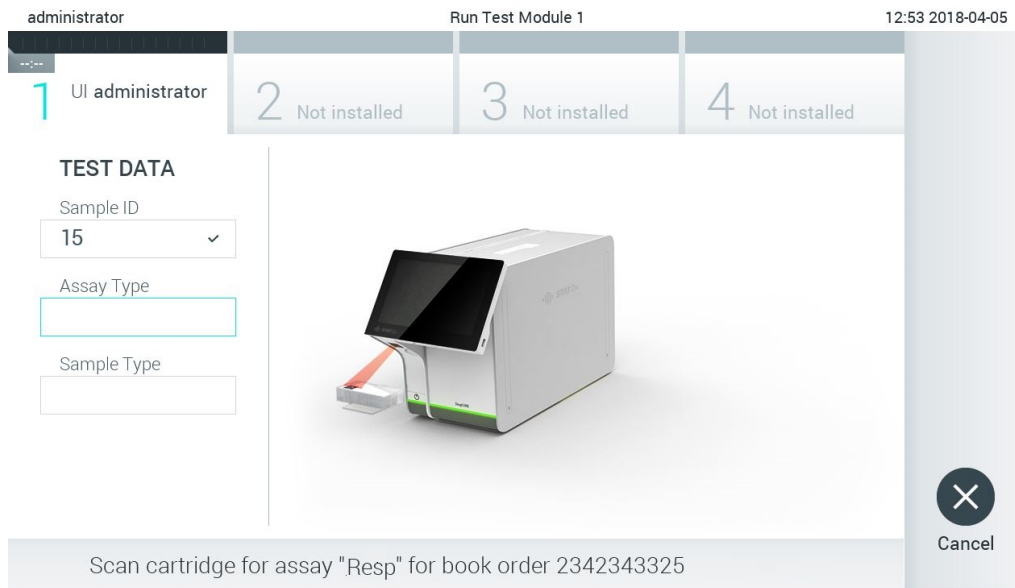 administrator Run Test Module 1 12:53 2018-04-05
--:--
1 UI administrator 2 Not installed 3 Not installed 4 Not installed
TEST DATA
Sample ID
15
Assay Type
Sample Type
Cancel
Scan cartridge for assay "Resp" for book order 2342343325